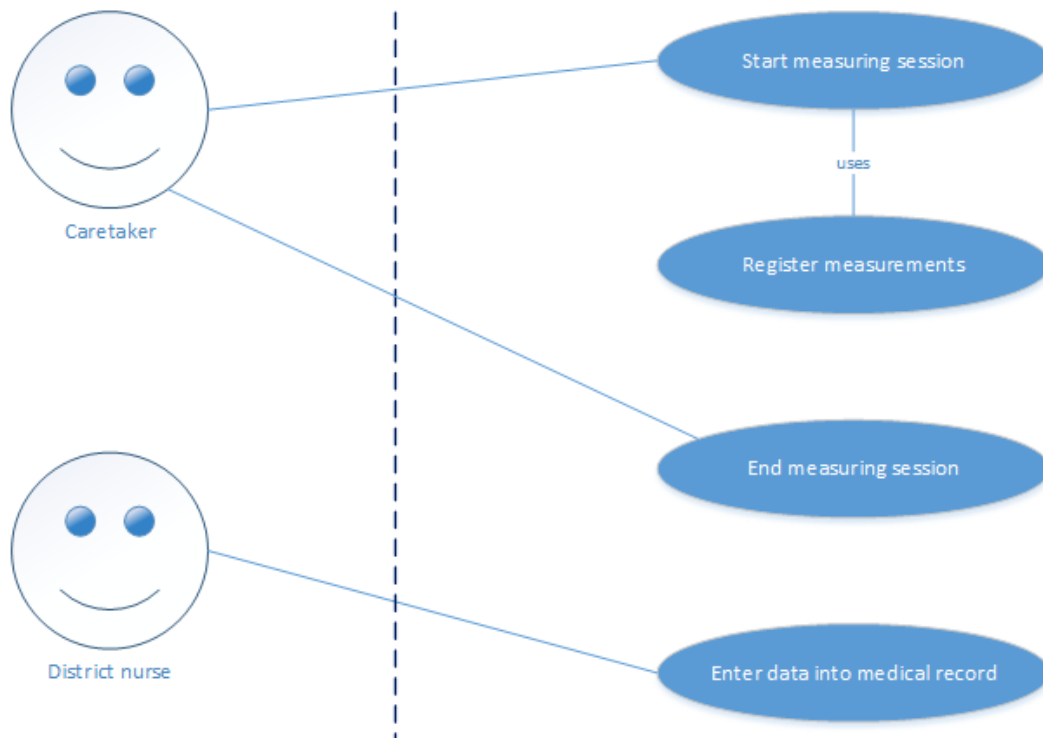 Start measuring session
uses
Caretaker
Register measurements
End measuring session
District nurse
Enter data into medical record